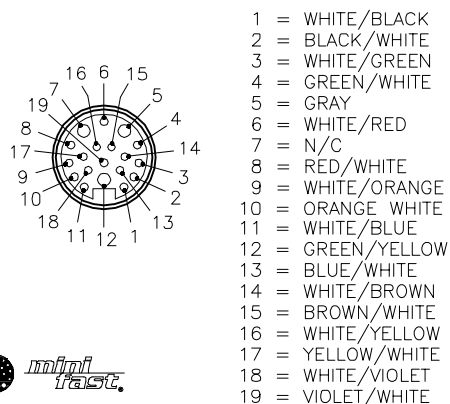 1 = WHITE/BLACK
2 = BLACK/WHITE
3 = WHITE/GREEN
4 = GREEN/WHITE
5 = GRAY
6 = WHITE/RED
7 = N/C
8 = RED/WHITE
9 = WHITE/ORANGE
10 = ORANGE WHITE
11 = WHITE/BLUE
12 = GREEN/YELLOW
13 = BLUE/WHITE
14 = WHITE/BROWN
15 = BROWN/WHITE
16 = WHITE/YELLOW
17 = YELLOW/WHITE
18 = WHITE/VIOLET
19 = VIOLET/WHITE
16 6 15
7 5
19 4
8
17 14
9 3
10 2
18 13
11 12 1
mini
fast.